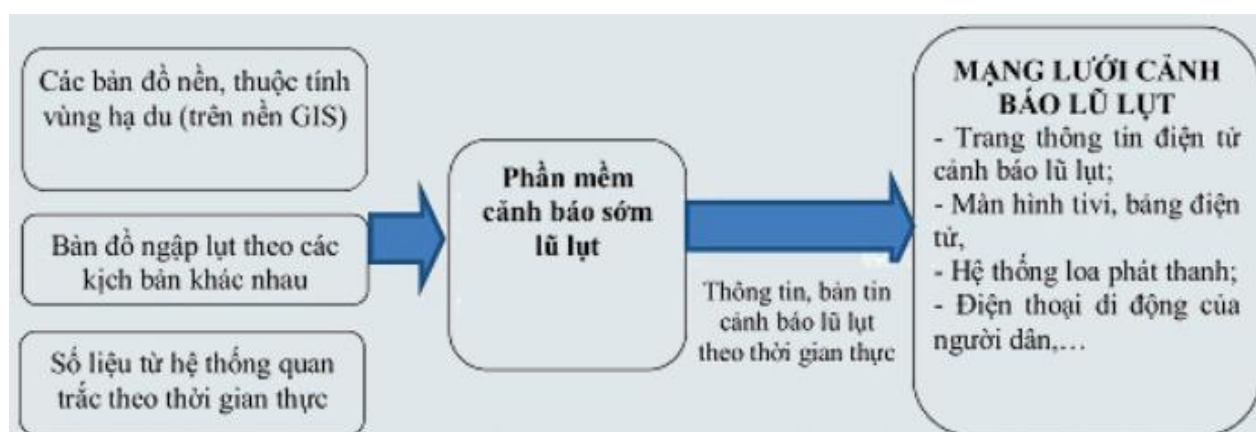 Các bản đồ nền, thuộc tính
vùng hạ du (trên nền GIS)
Bản đồ ngập lụt theo các
kịch bản khác nhau
Số liệu từ hệ thống quan
trắc theo thời gian thực
Phần mềm
cảnh báo sớm
lũ lụt
Thông tin, bản tin
cảnh báo lũ lụt
theo thời gian thực
MẠNG LƯỚI CẢNH
BÁO LŨ LỤT
- Trang thông tin điện tử
cảnh báo lũ lụt;
- Màn hình tivi, bảng điện
tử,
- Hệ thống loa phát thanh;
- Điện thoại di động của
người dân,…